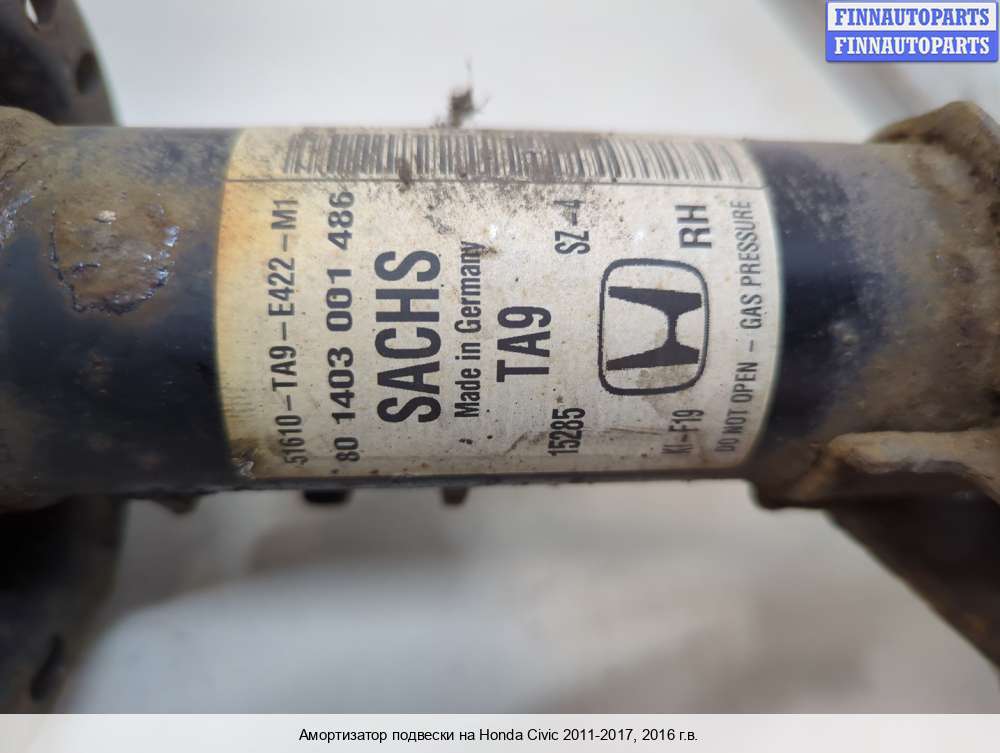 FINNAUTOPARTS
FINNAUTOPARTS
51610-TA9-E422-M1
80 1403 001 486
SACHS
Made in Germany
TA9
15285
SZ-4
KI-F19
RH
DO NOT OPEN - GAS PRESSURE
Амортизатор подвески на Honda Civic 2011-2017, 2016 г.в.